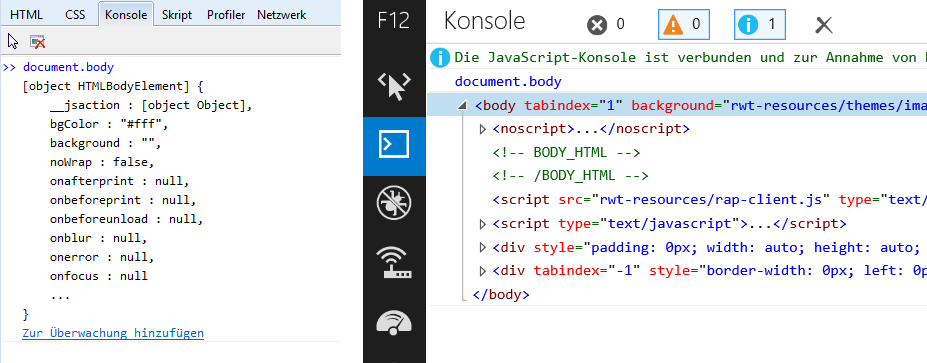 HTML CSS Konsole Skript Profiler Netzwerk
>> document.body
[object HTMLBodyElement] {
__jsaction : [object Object],
bgColor : "#fff",
background : "",
noWrap : false,
onafterprint : null,
onbeforeprint : null,
onbeforeunload : null,
onblur : null,
onerror : null,
onfocus : null
...
}
Zur Überwachung hinzufügen
F12 Konsole 0 0 1
Die JavaScript-Konsole ist verbunden und zur Annahme von
document.body
<body tabindex="1" background="rwt-resources/themes/ima
<noscript>...</noscript>
<!-- BODY_HTML -->
<!-- /BODY_HTML -->
<script src="rwt-resources/rap-client.js" type="text/
<script type="text/javascript">...</script>
<div style="padding: 0px; width: auto; height: auto;
<div tabindex="-1" style="border-width: 0px; left: 0p
</body>